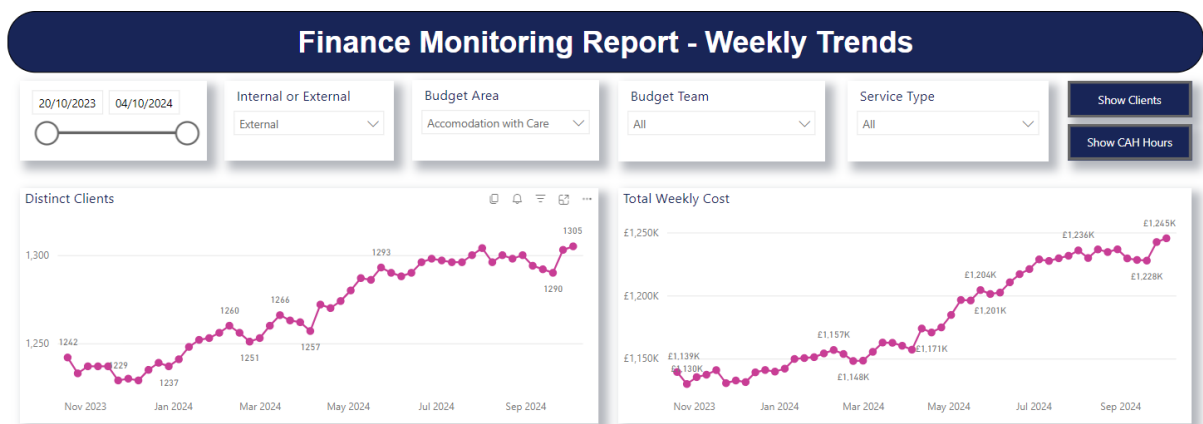 Finance Monitoring Report - Weekly Trends
20/10/2023 04/10/2024
Internal or External
External
Budget Area
Accomodation with Care
Budget Team
All
Service Type
All
Show Clients
Show CAH Hours
Distinct Clients
1,300
1,250
1242
1229
1237
1260
1251
1266
1257
1293
1290
1305
Nov 2023 Jan 2024 Mar 2024 May 2024 Jul 2024 Sep 2024
Total Weekly Cost
£1,250K
£1,200K
£1,150K
£1,139K
£1,130K
£1,157K
£1,148K
£1,171K
£1,204K
£1,201K
£1,236K
£1,228K
£1,245K
Nov 2023 Jan 2024 Mar 2024 May 2024 Jul 2024 Sep 2024